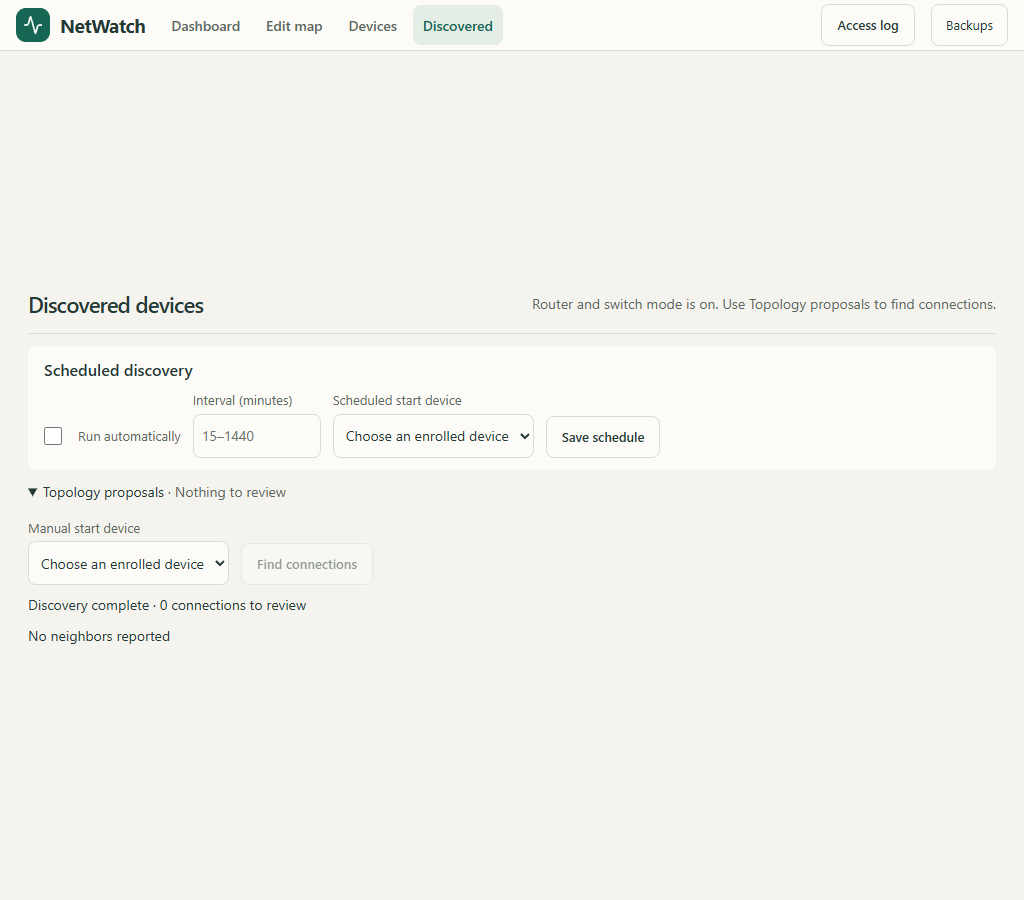 NetWatch Dashboard Edit map Devices Discovered Access log Backups
Discovered devices Router and switch mode is on. Use Topology proposals to find connections.
Scheduled discovery
Interval (minutes) Scheduled start device
Run automatically 15–1440 Choose an enrolled device Save schedule
Topology proposals · Nothing to review
Manual start device
Choose an enrolled device Find connections
Discovery complete · 0 connections to review
No neighbors reported